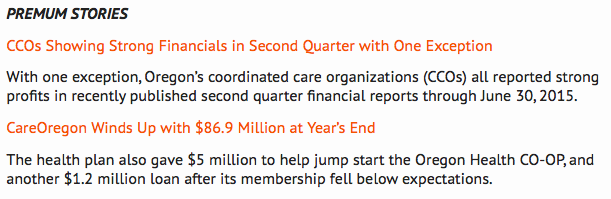 PREMUM STORIES
CCOs Showing Strong Financials in Second Quarter with One Exception
With one exception, Oregon's coordinated care organizations (CCOs) all reported strong
profits in recently published second quarter financial reports through June 30, 2015.
CareOregon Winds Up with $86.9 Million at Year's End
The health plan also gave $5 million to help jump start the Oregon Health CO-OP, and
another $1.2 million loan after its membership fell below expectations.